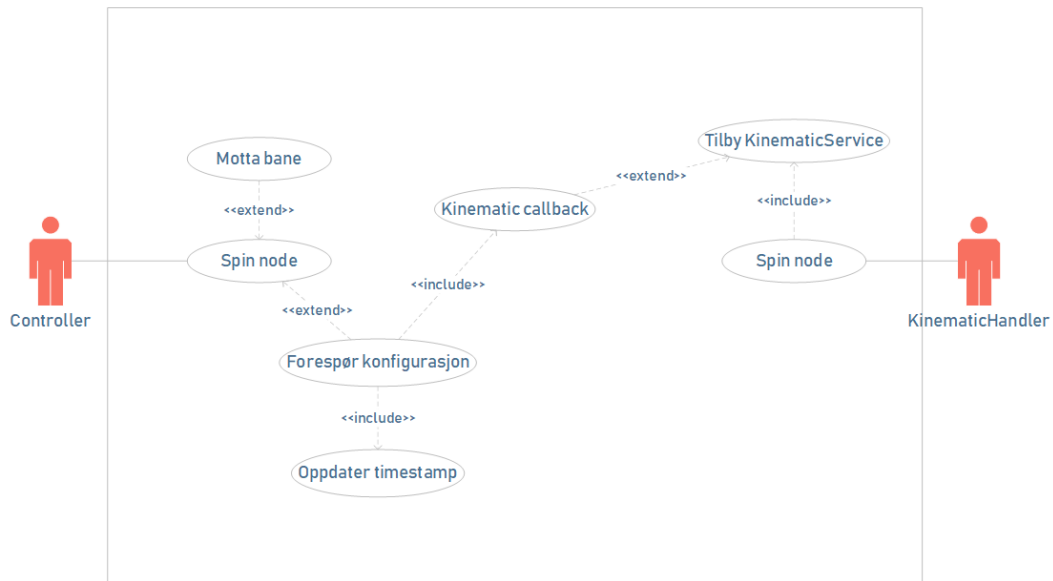 Tilby KinematicService
Motta bane
<<extend>>
<<include>>
<<extend>>
Kinematic callback
Spin node
Spin node
<<include>>
<<extend>>
Controller
KinematicHandler
Forespør konfigurasjon
<<include>>
Oppdater timestamp